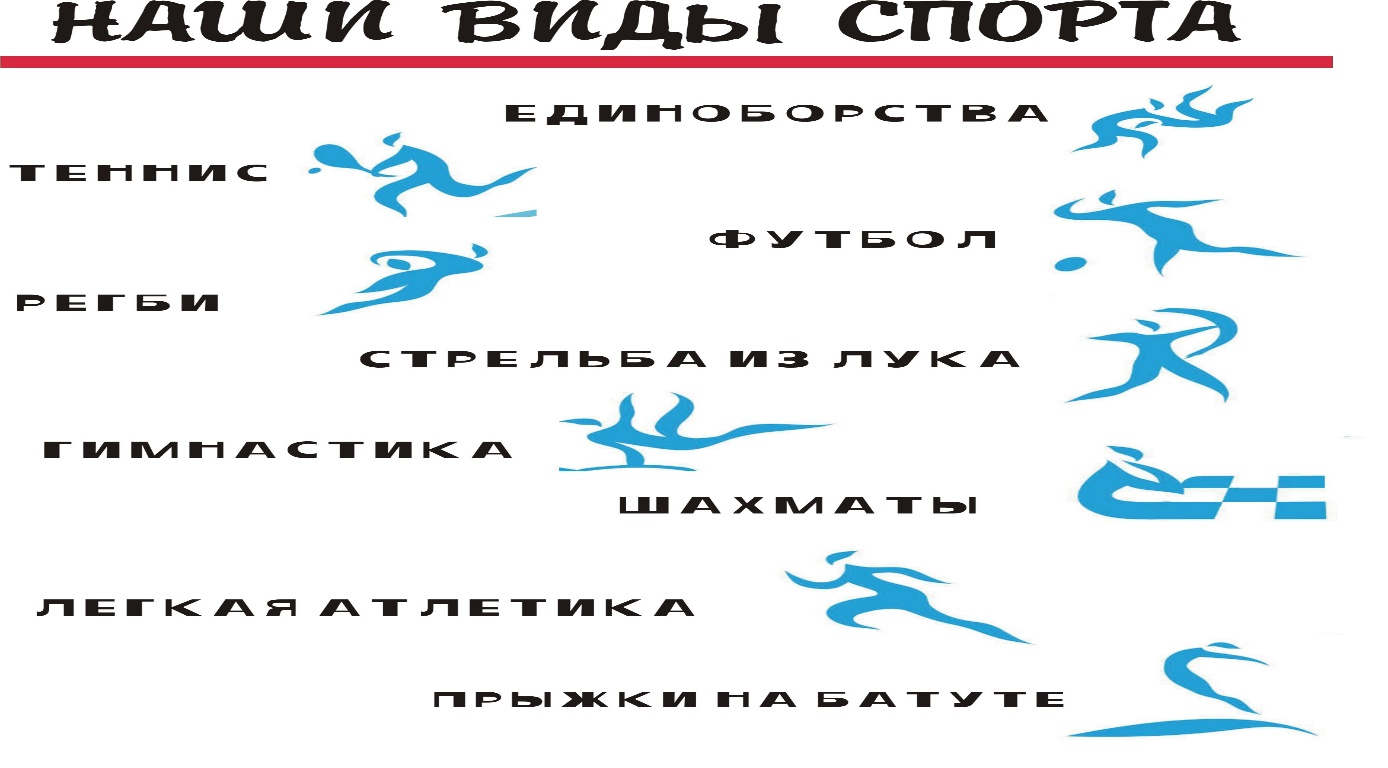 НАШИ ВИДЫ СПОРТА
ЕДИНОБОРСТВА
ТЕННИС
ФУТБОЛ
РЕГБИ
СТРЕЛЬБА ИЗ ЛУКА
ГИМНАСТИКА
ШАХМАТЫ
ЛЕГКАЯ АТЛЕТИКА
ПРЫЖКИ НА БАТУТЕ